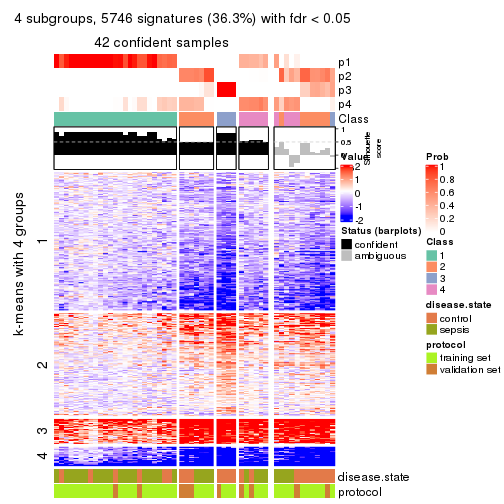 4 subgroups, 5746 signatures (36.3%) with fdr < 0.05
42 confident samples
p1
p2
p3
p4
Class
1
0.5
0
Silhouette
score
k-means with 4 groups
1
2
3
4
disease.state
protocol
Value
2
1
0
-1
-2
Status (barplots)
confident
ambiguous
Prob
1
0.8
0.6
0.4
0.2
0
Class
1
2
3
4
disease.state
control
sepsis
protocol
training set
validation set